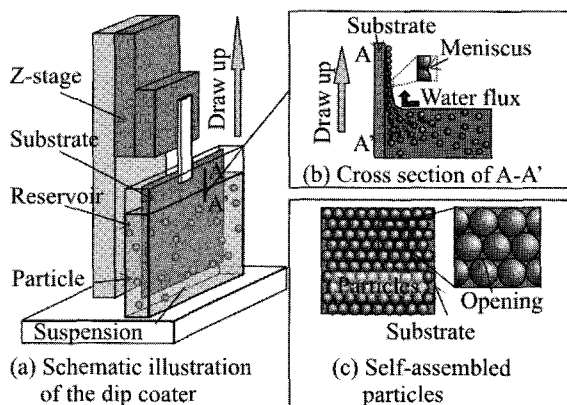 Z-stage
Substrate
Reservoir
Particle
Suspension
Draw up
A
A'
(a) Schematic illustration
of the dip coater
Substrate
A
Meniscus
Draw up
Water flux
A'
(b) Cross section of A-A'
Particles
Opening
Substrate
(c) Self-assembled
particles